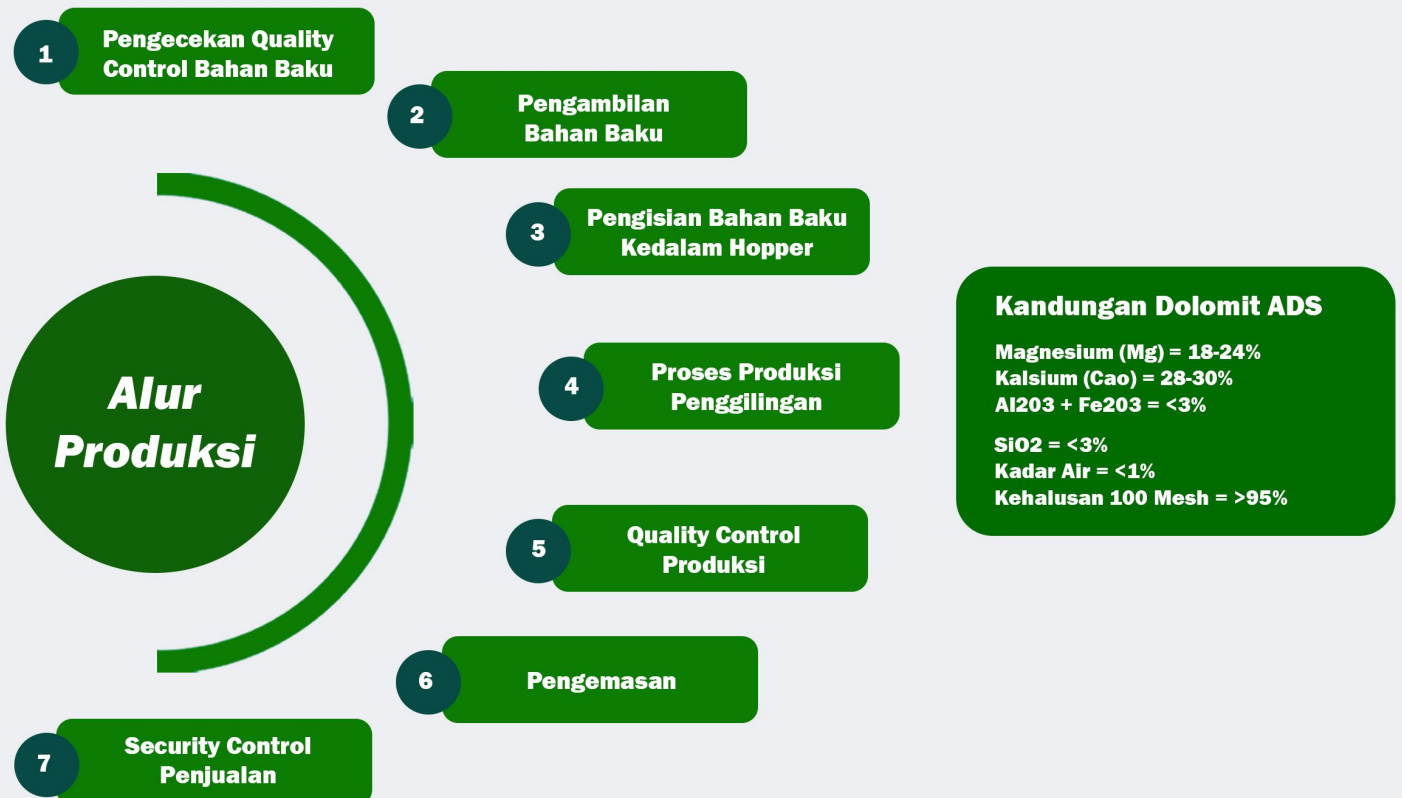 1
Pengecekan Quality
Control Bahan Baku
2
Pengambilan
Bahan Baku
3
Pengisian Bahan Baku
Kedalam Hopper
4
Proses Produksi
Penggilingan
5
Quality Control
Produksi
6
Pengemasan
7
Security Control
Penjualan
Alur
Produksi
Kandungan Dolomit ADS
Magnesium (Mg) = 18-24%
Kalsium (Cao) = 28-30%
Al203 + Fe203 = <3%
SiO2 = <3%
Kadar Air = <1%
Kehalusan 100 Mesh = >95%